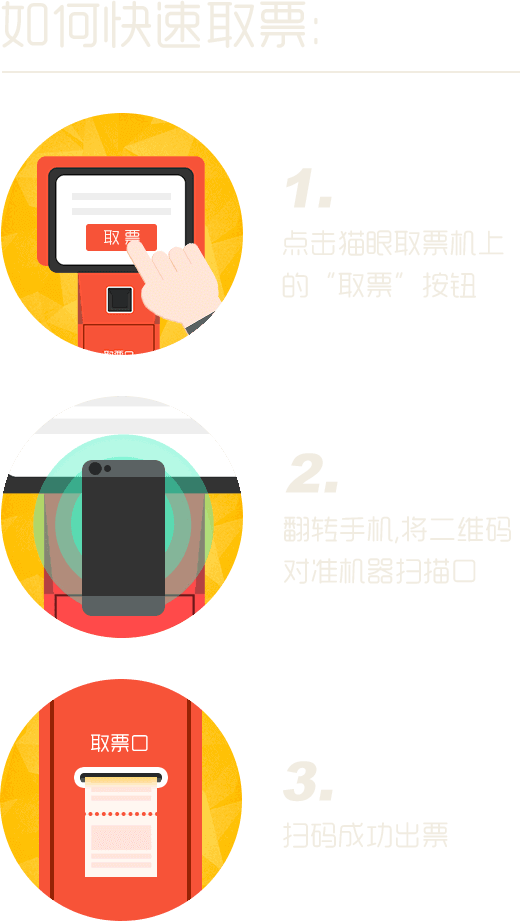 如何快速取票:
取票
取票口
1.
点击猫眼取票机上
的“取票”按钮
2.
翻转手机,将二维码
对准机器扫描口
取票口
3.
扫码成功出票